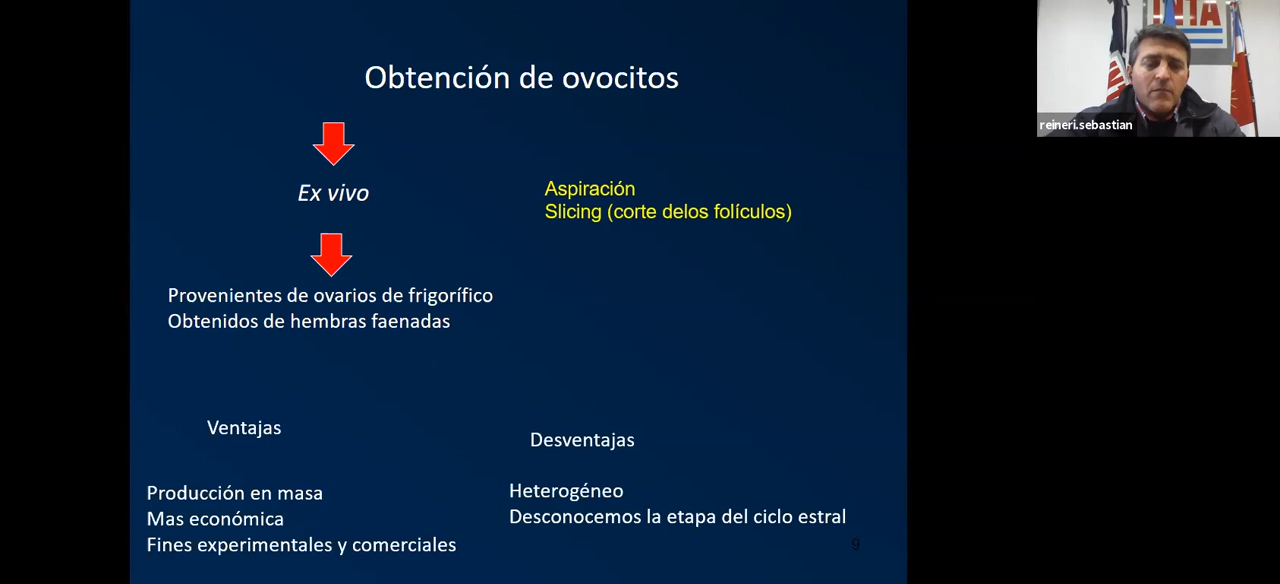 Obtención de ovocitos
Ex vivo
Aspiración
Slicing (corte delos folículos)
Provenientes de ovarios de frigorífico
Obtenidos de hembras faenadas
Ventajas
Desventajas
Producción en masa
Mas económica
Fines experimentales y comerciales
Heterogéneo
Desconocemos la etapa del ciclo estral
9
reineri.sebastian
INTA